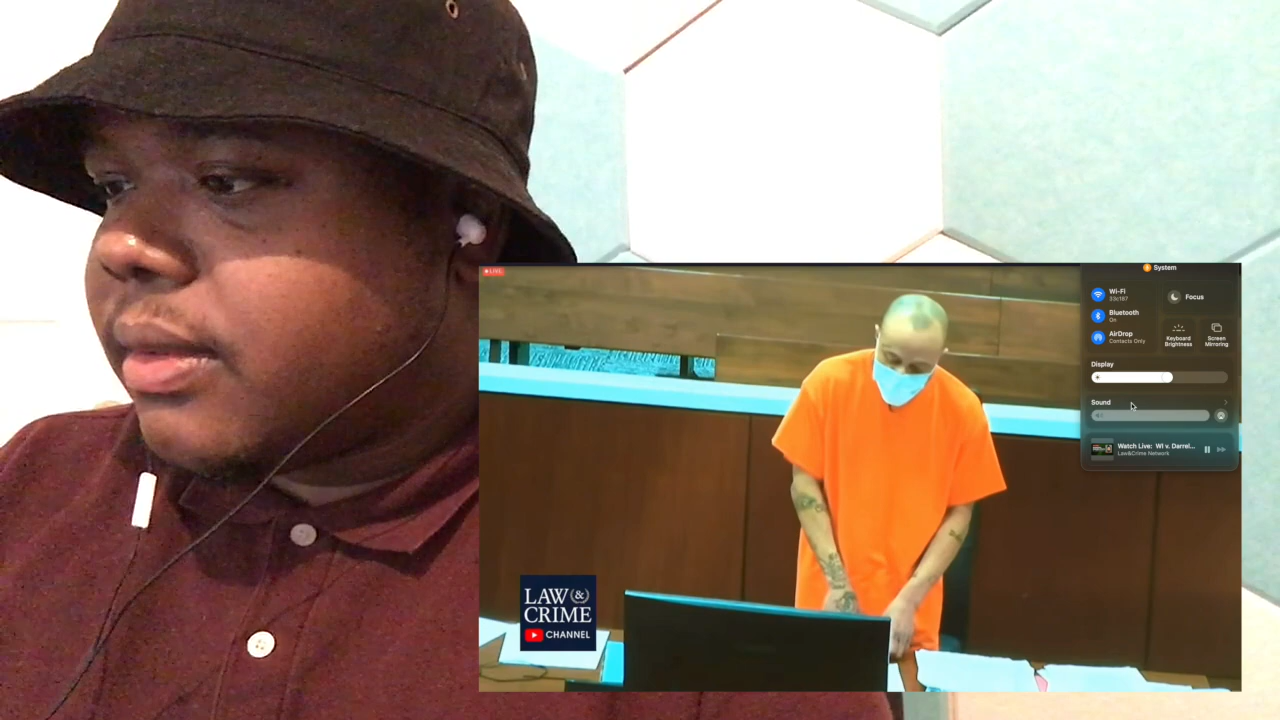 LIVE
System
Wi-Fi
33c187
Focus
Bluetooth
On
AirDrop
Contacts Only
Keyboard
Brightness
Screen
Mirroring
Display
Sound
Watch Live: WI v. Darrel...
Law&Crime Network
LAW &
CRIME
CHANNEL